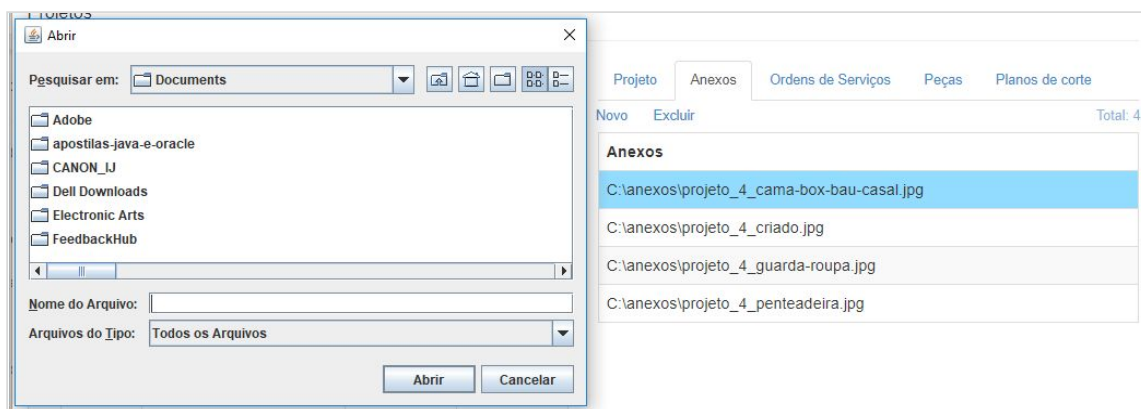 Projetos
Abrir
Pesquisar em: Documents
Adobe
apostilas-java-e-oracle
CANON_IJ
Dell Downloads
Electronic Arts
FeedbackHub
Nome do Arquivo:
Arquivos do Tipo: Todos os Arquivos
Abrir Cancelar
Projeto Anexos Ordens de Serviços Peças Planos de corte
Novo Excluir Total: 4
Anexos
C:\anexos\projeto_4_cama-box-bau-casal.jpg
C:\anexos\projeto_4_criado.jpg
C:\anexos\projeto_4_guarda-roupa.jpg
C:\anexos\projeto_4_penteadeira.jpg